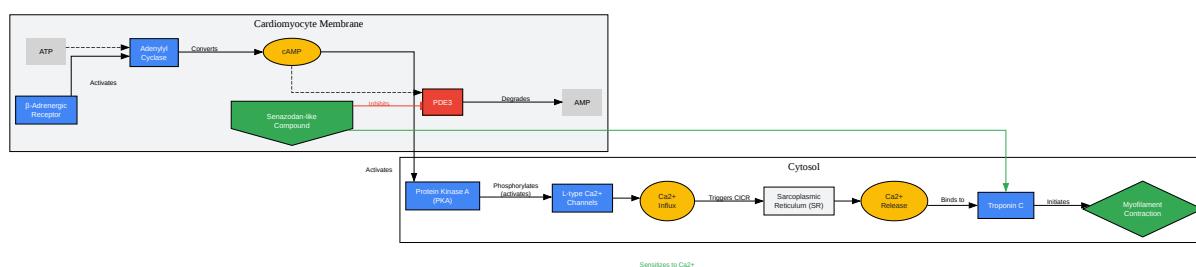 Cardiomyocyte Membrane
ATP
Adenylyl
Cyclase
Converts
cAMP
Activates
β-Adrenergic
Receptor
Senazodan-like
Compound
Inhibits
PDE3
Degrades
AMP
Activates
Cytosol
Protein Kinase A
(PKA)
Phosphorylates
(activates)
L-type Ca2+
Channels
Ca2+
Influx
Triggers CICR
Sarcoplasmic
Reticulum (SR)
Ca2+
Release
Binds to
Troponin C
Initiates
Myofilament
Contraction
Sensitizes to Ca2+